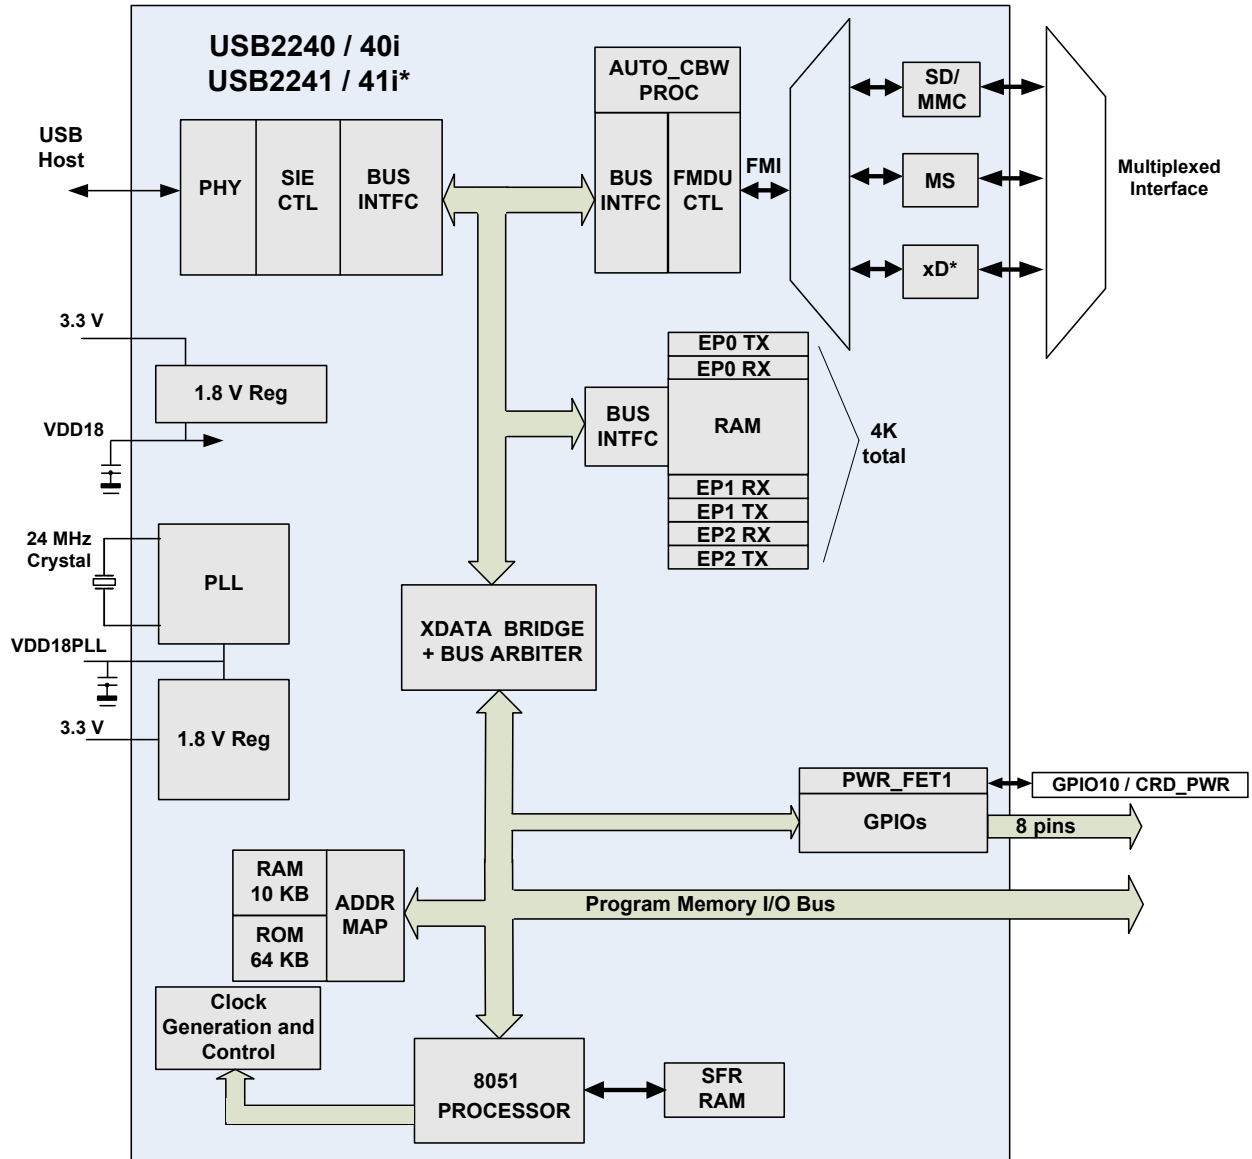 USB2240 / 40i
USB2241 / 41i*
USB
Host
PHY
SIE
CTL
BUS
INTFC
AUTO_CBW
PROC
BUS
INTFC
FMDU
CTL
FMI
SD/
MMC
MS
xD*
Multiplexed
Interface
3.3 V
1.8 V Reg
VDD18
EP0 TX
EP0 RX
RAM
BUS
INTFC
EP1 RX
EP1 TX
EP2 RX
EP2 TX
4K
total
24 MHz
Crystal
PLL
VDD18PLL
3.3 V
1.8 V Reg
XDATA BRIDGE
+ BUS ARBITER
PWR_FET1
GPIOs
GPIO10 / CRD_PWR
8 pins
RAM
10 KB
ROM
64 KB
ADDR
MAP
Program Memory I/O Bus
Clock
Generation and
Control
8051
PROCESSOR
SFR
RAM